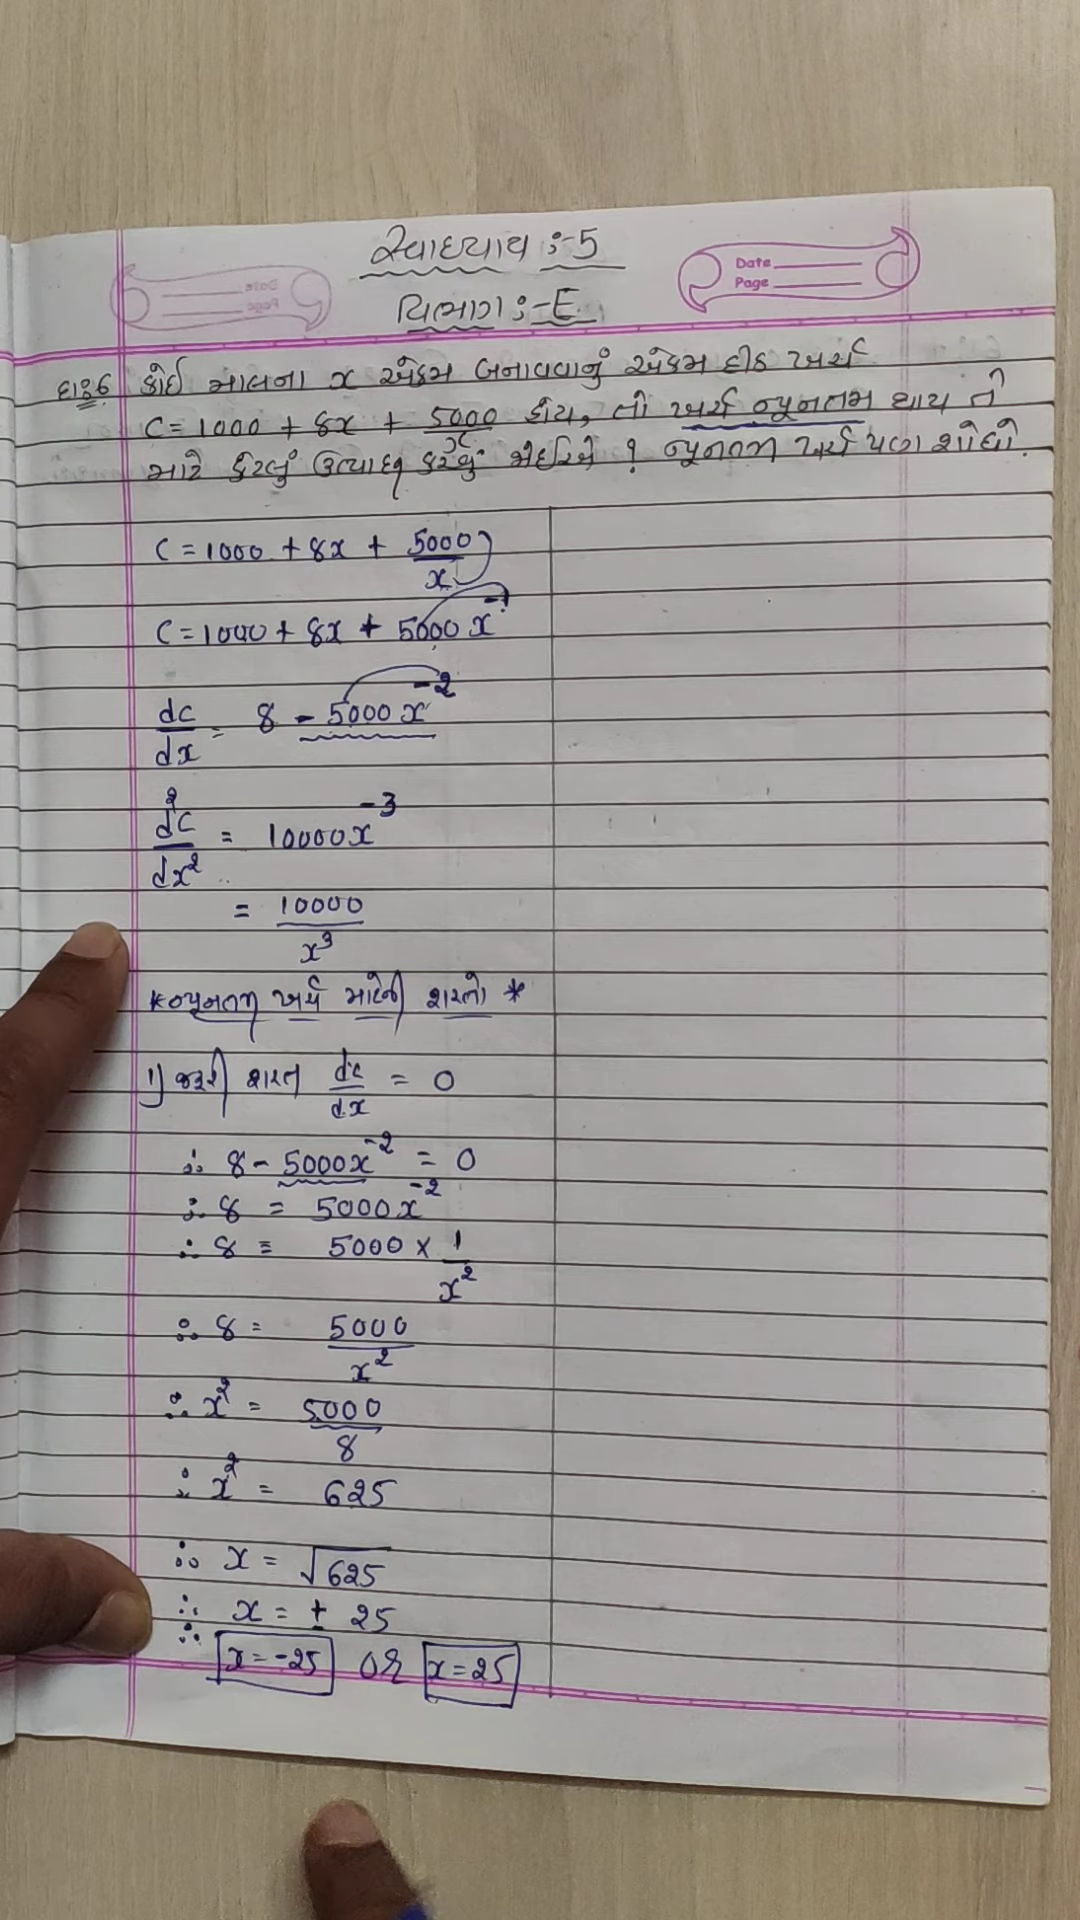 સ્વાધ્યાય :-5
વિભાગ :-E
Date
Page
દા.6 કોઈ માલના x એકમ બનાવવાનું એકમ દીઠ ખર્ચ
C = 1000 + 8x + 5000/x હોય, તો ખર્ચ ન્યૂનતમ થાય તે
માટે કેટલું ઉત્પાદન કરવું જોઈએ ? ન્યૂનતમ ખર્ચ પણ શોધો.
C = 1000 + 8x + 5000/x
C = 1000 + 8x + 5000x⁻¹
dc/dx = 8 - 5000x⁻²
d²c/dx² = 10000x⁻³
= 10000/x³
* ન્યૂનતમ ખર્ચ માટેની શરતો *
1) જરૂરી શરત dc/dx = 0
∴ 8 - 5000x⁻² = 0
∴ 8 = 5000x⁻²
∴ 8 = 5000 × 1/x²
∴ 8 = 5000/x²
∴ x² = 5000/8
∴ x² = 625
∴ x = √625
∴ x = ± 25
∴ x = -25 OR x = 25